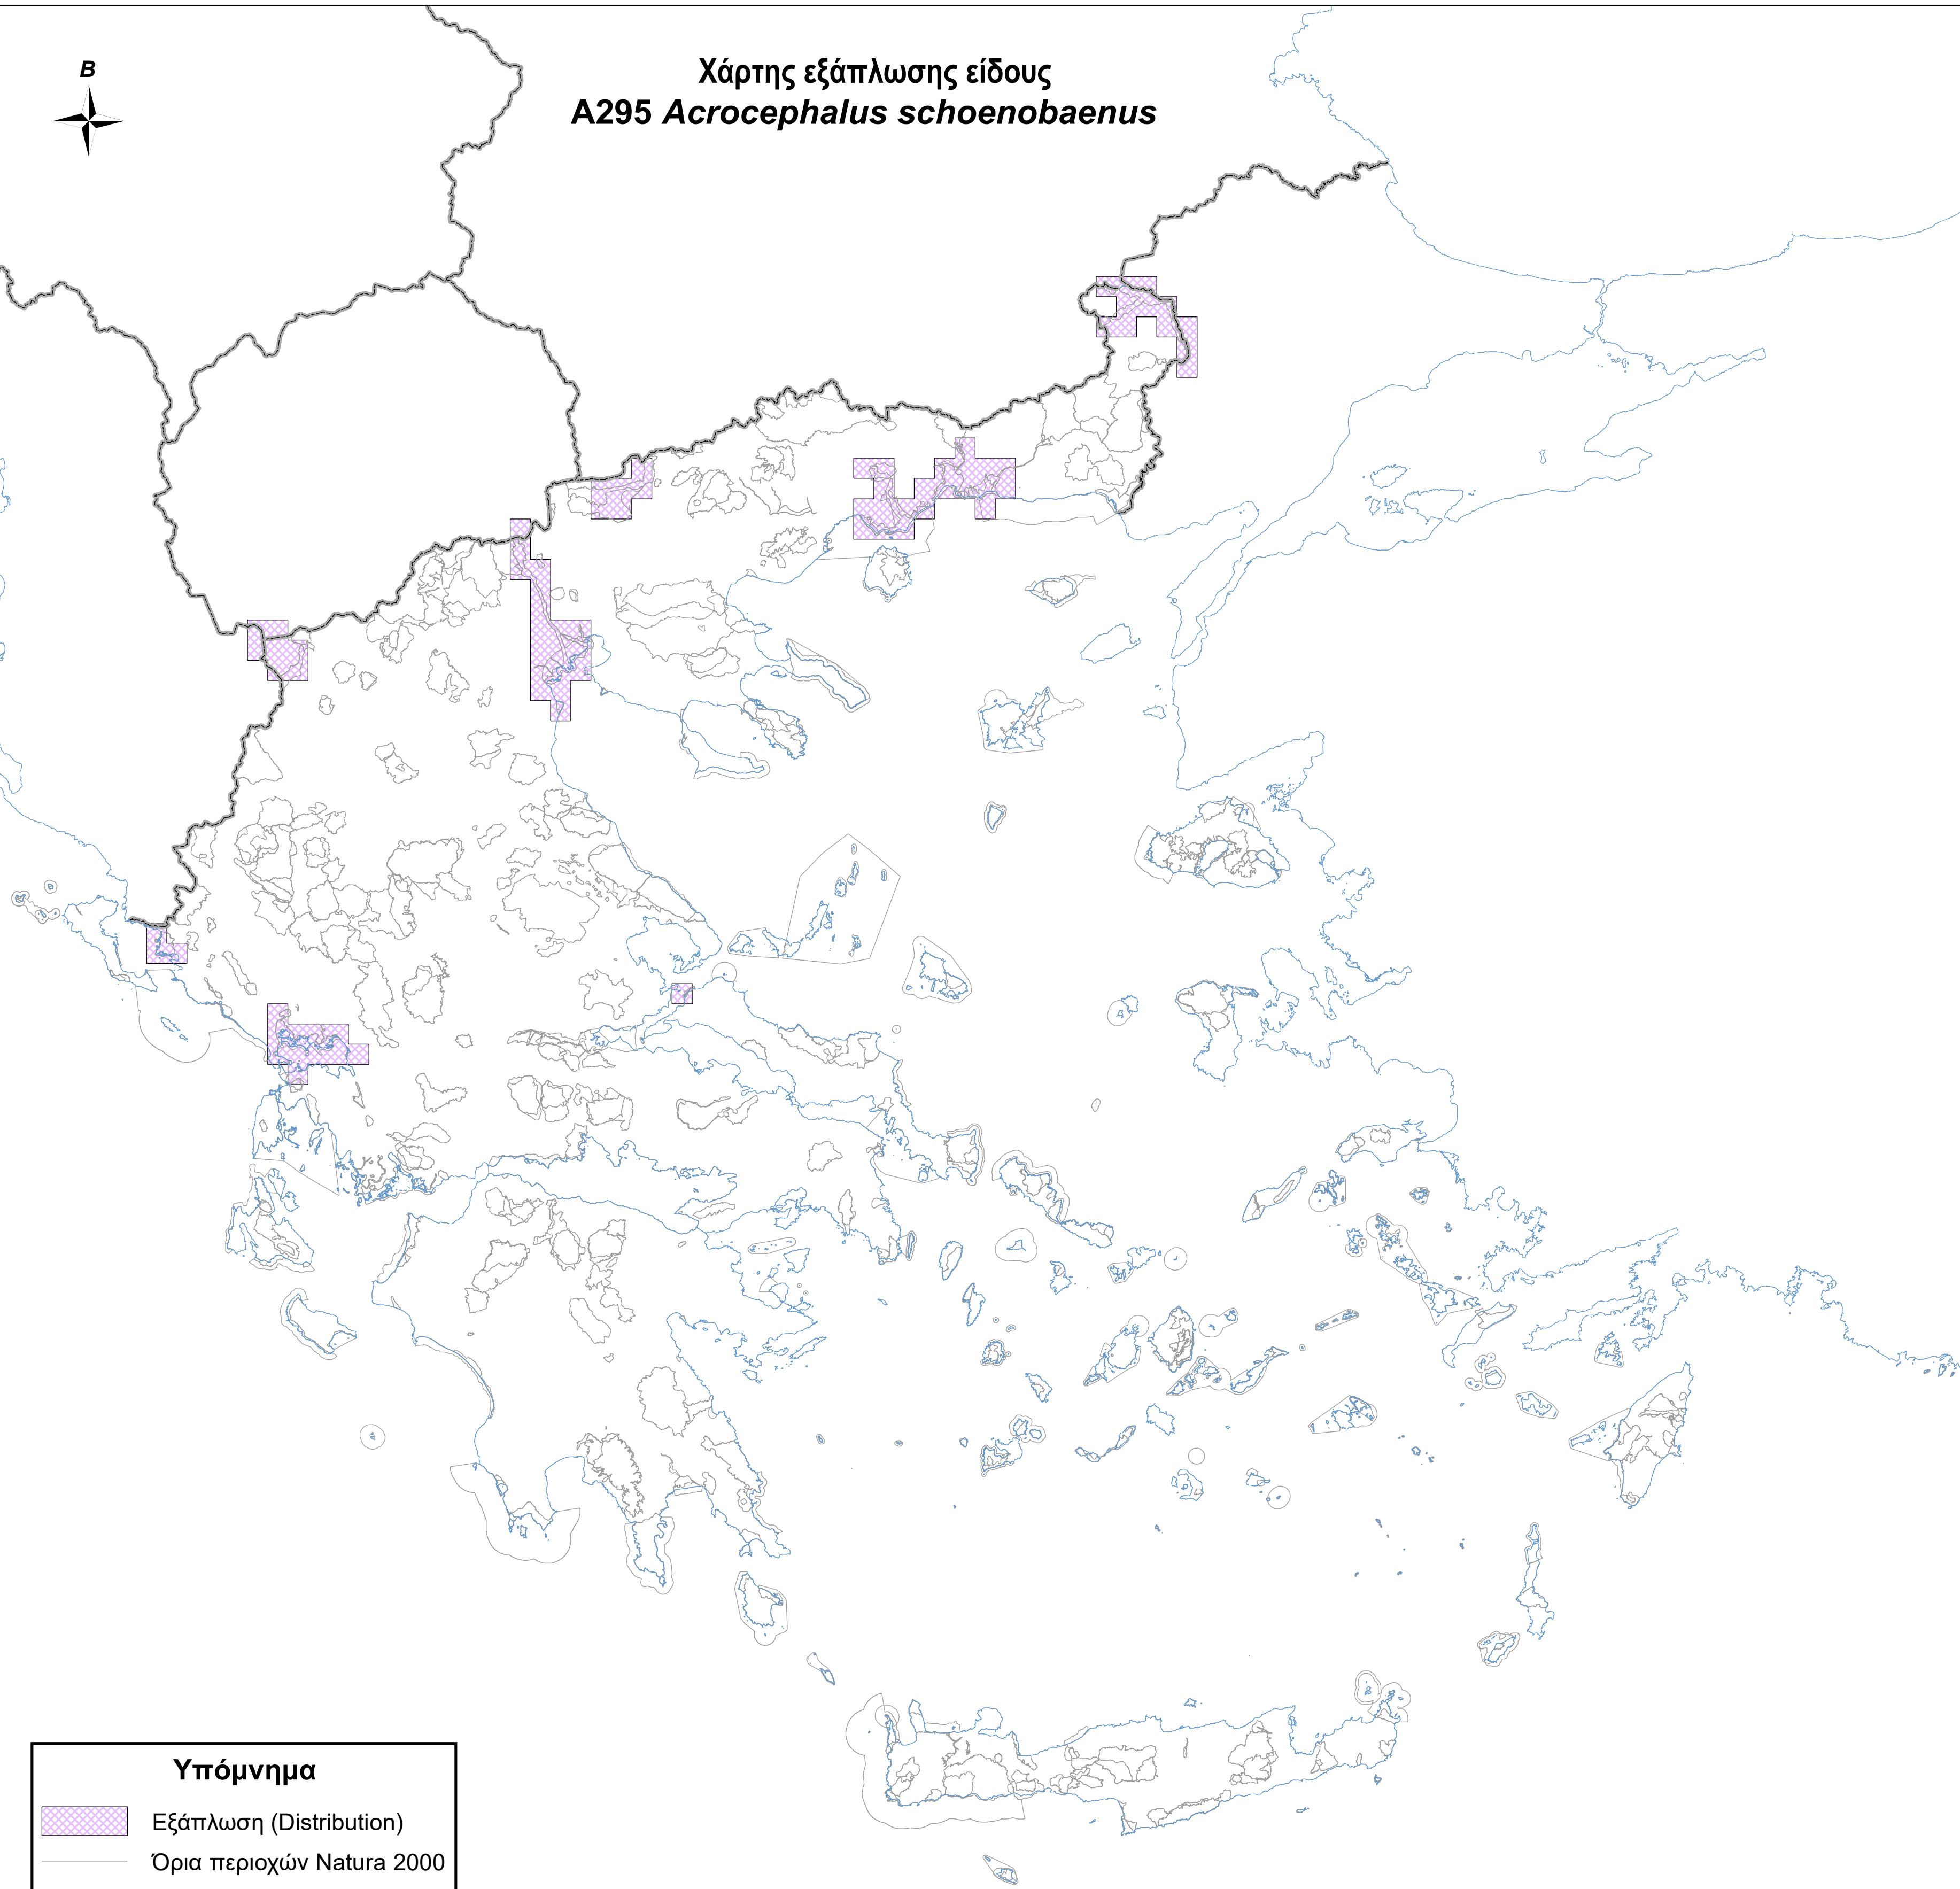 B
Χάρτης εξάπλωσης είδους
A295 Acrocephalus schoenobaenus
Υπόμνημα
Εξάπλωση (Distribution)
Όρια περιοχών Natura 2000